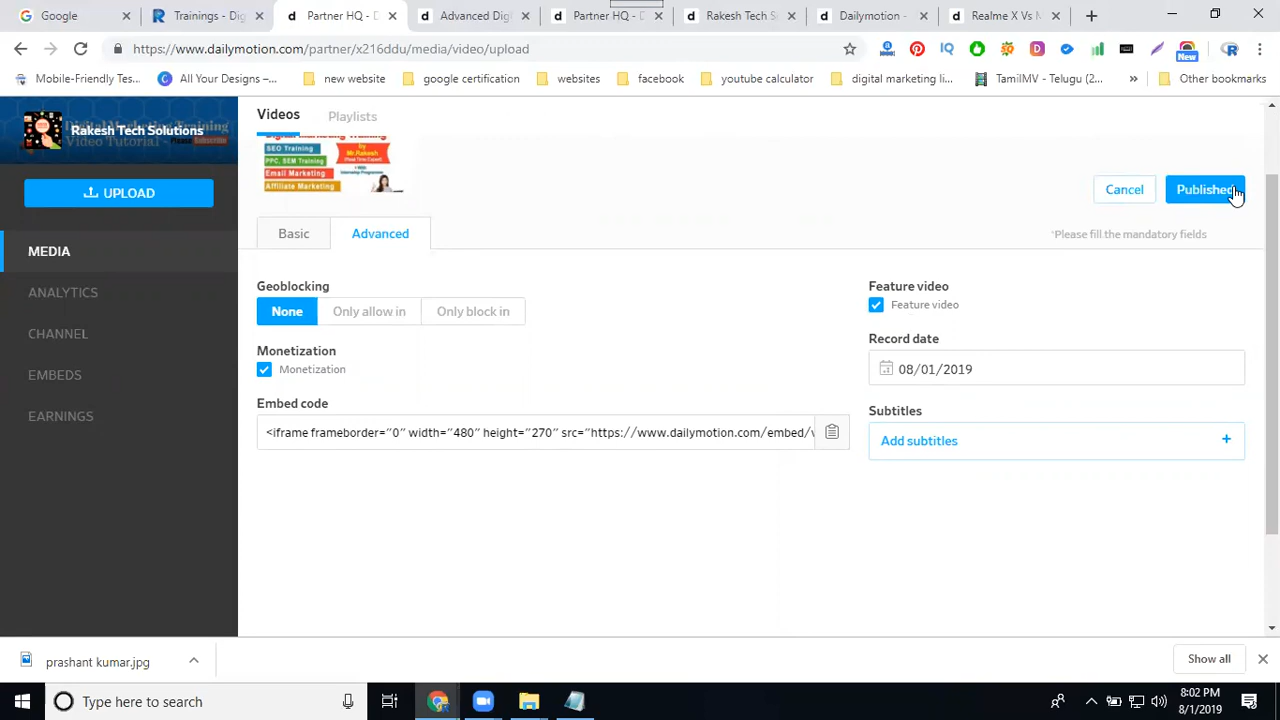 Google
Trainings - Dig
Partner HQ - D
Advanced Digi
Partner HQ - D
Rakesh Tech S
Dailymotion -
Realme X Vs M
https://www.dailymotion.com/partner/x216ddu/media/video/upload
New
Mobile-Friendly Tes...
All Your Designs –...
new website
google certification
websites
facebook
youtube calculator
digital marketing li...
TamilMV - Telugu (2...
Other bookmarks
Rakesh Tech Solutions
UPLOAD
MEDIA
ANALYTICS
CHANNEL
EMBEDS
EARNINGS
Videos
Playlists
SEO Training
PPC, SEM Training
Email Marketing
Affiliate Marketing
by
Mr.Rakesh
Cancel
Published
Basic
Advanced
*Please fill the mandatory fields
Geoblocking
None
Only allow in
Only block in
Monetization
Monetization
Embed code
<iframe frameborder="0" width="480" height="270" src="https://www.dailymotion.com/embed/v
Feature video
Feature video
Record date
08/01/2019
Subtitles
Add subtitles
prashant kumar.jpg
Show all
Type here to search
8:02 PM
8/1/2019